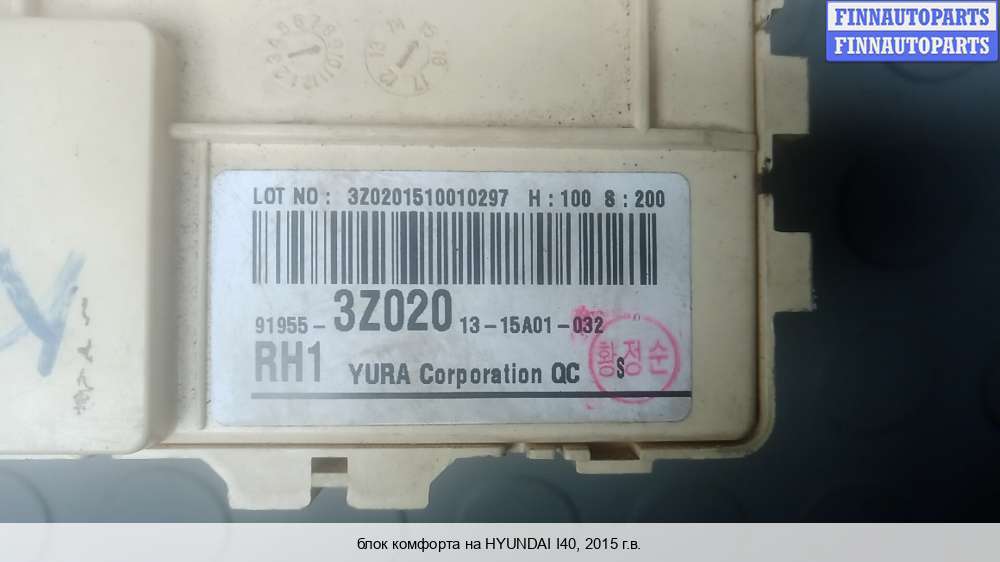 FINNAUTOPARTS
FINNAUTOPARTS
LOT NO : 3Z0201510010297 H : 100 S : 200
91955-3Z020 13-15A01-032
RH1 YURA Corporation QC S
황정순
блок комфорта на HYUNDAI I40, 2015 г.в.